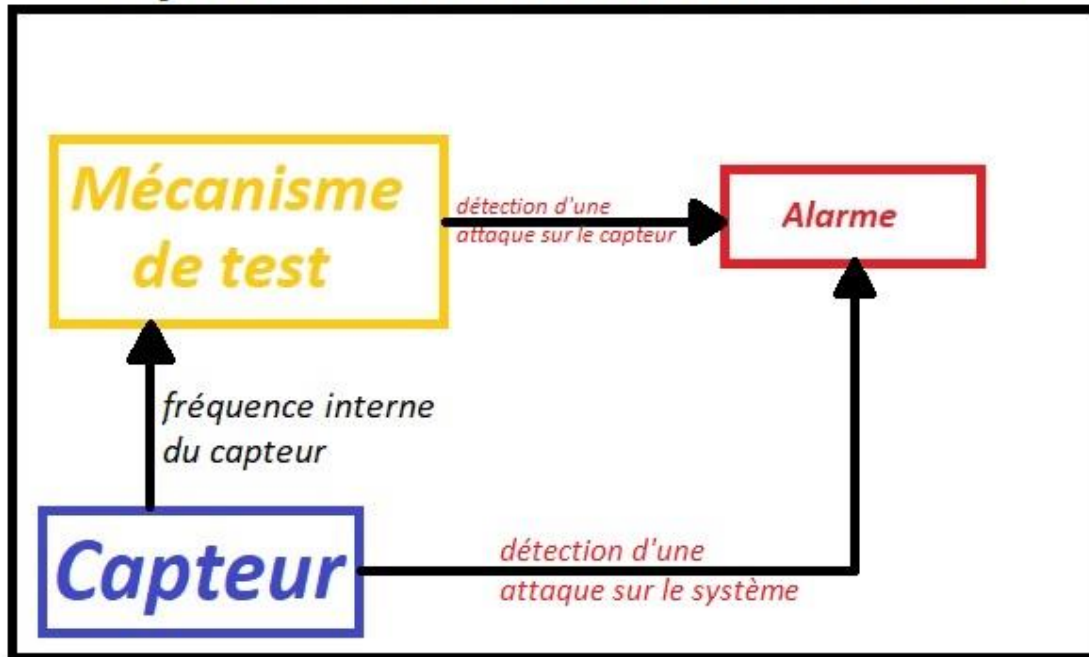 Mécanisme
de test
détection d'une
attaque sur le capteur
Alarme
fréquence interne
du capteur
Capteur
détection d'une
attaque sur le système